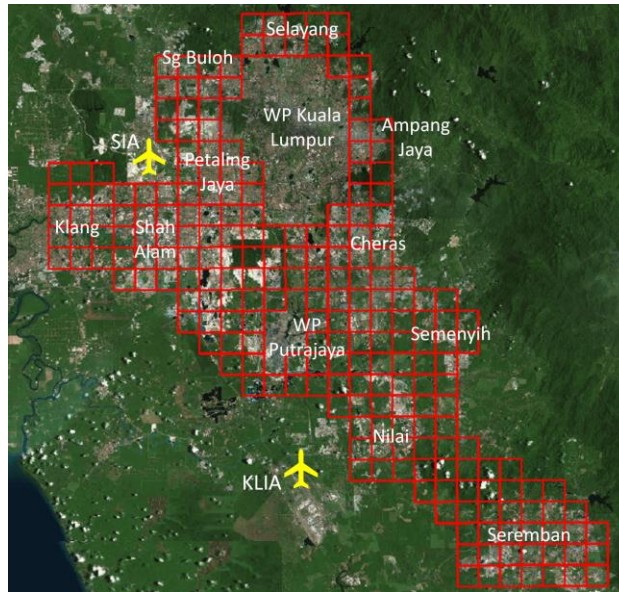 Selayang
Sg Buloh
WP Kuala
Lumpur
Ampang
Jaya
SIA
Petaling
Jaya
Klang
Shah
Alam
Cheras
WP
Putrajaya
Semenyih
Nilai
KLIA
Seremban